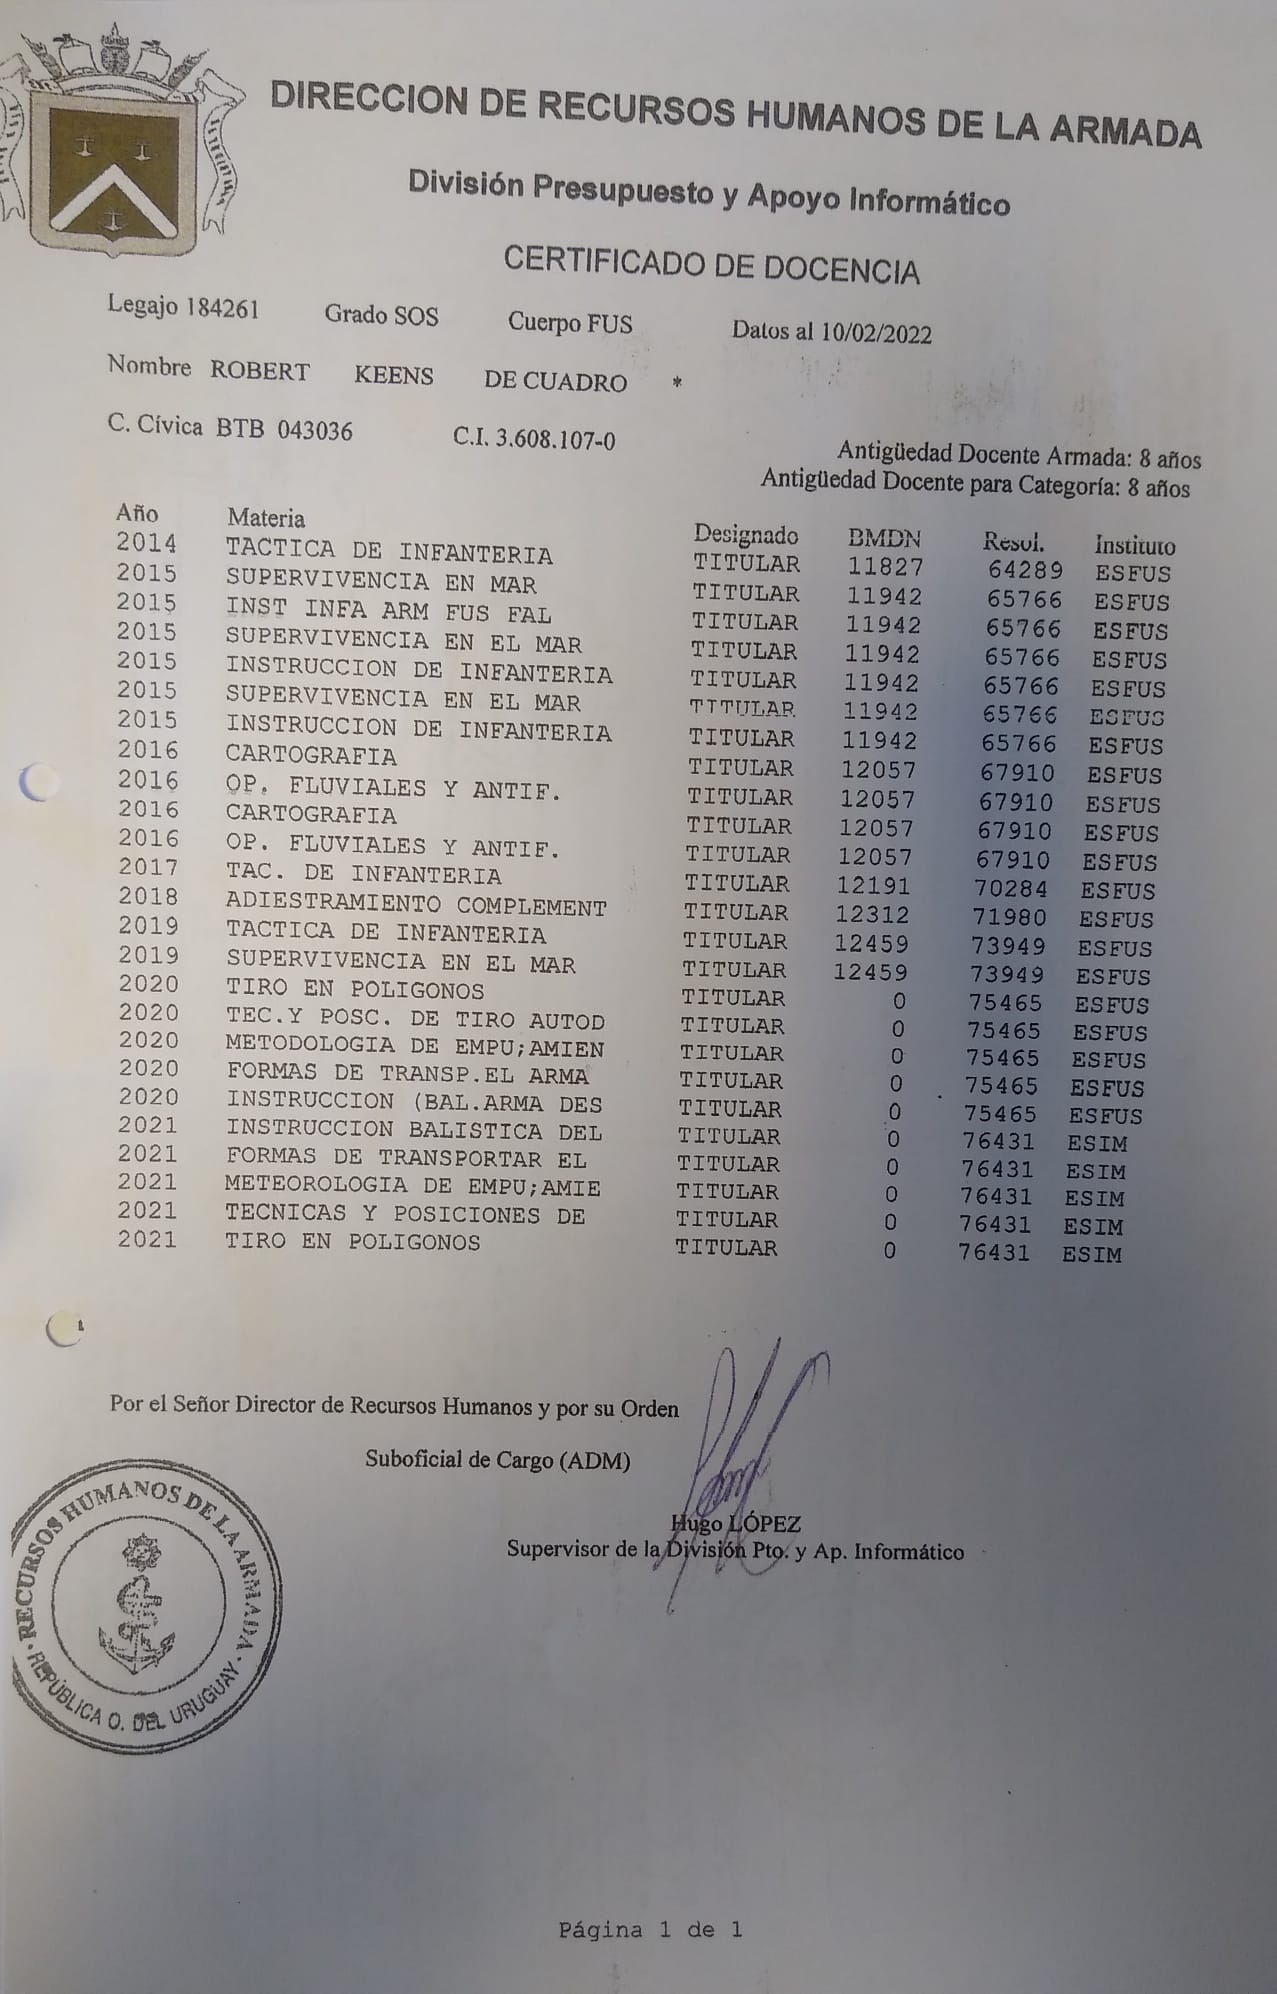 DIRECCION DE RECURSOS HUMANOS DE LA ARMADA
División Presupuesto y Apoyo Informático
CERTIFICADO DE DOCENCIA
Legajo 184261 Grado SOS Cuerpo FUS Datos al 10/02/2022
Nombre ROBERT KEENS DE CUADRO *
C. Cívica BTB 043036 C.I. 3.608.107-0
Antigüedad Docente Armada: 8 años
Antigüedad Docente para Categoría: 8 años
Año Materia Designado BMDN Resol. Instituto
2014 TACTICA DE INFANTERIA TITULAR 11827 64289 ESFUS
2015 SUPERVIVENCIA EN MAR TITULAR 11942 65766 ESFUS
2015 INST INFA ARM FUS FAL TITULAR 11942 65766 ESFUS
2015 SUPERVIVENCIA EN EL MAR TITULAR 11942 65766 ESFUS
2015 INSTRUCCION DE INFANTERIA TITULAR 11942 65766 ESFUS
2015 SUPERVIVENCIA EN EL MAR TITULAR 11942 65766 ESFUS
2015 INSTRUCCION DE INFANTERIA TITULAR 11942 65766 ESFUS
2016 CARTOGRAFIA TITULAR 12057 67910 ESFUS
2016 OP. FLUVIALES Y ANTIF. TITULAR 12057 67910 ESFUS
2016 CARTOGRAFIA TITULAR 12057 67910 ESFUS
2016 OP. FLUVIALES Y ANTIF. TITULAR 12057 67910 ESFUS
2017 TAC. DE INFANTERIA TITULAR 12191 70284 ESFUS
2018 ADIESTRAMIENTO COMPLEMENT TITULAR 12312 71980 ESFUS
2019 TACTICA DE INFANTERIA TITULAR 12459 73949 ESFUS
2019 SUPERVIVENCIA EN EL MAR TITULAR 12459 73949 ESFUS
2020 TIRO EN POLIGONOS TITULAR 0 75465 ESFUS
2020 TEC.Y POSC. DE TIRO AUTOD TITULAR 0 75465 ESFUS
2020 METODOLOGIA DE EMPU;AMIEN TITULAR 0 75465 ESFUS
2020 FORMAS DE TRANSP.EL ARMA TITULAR 0 75465 ESFUS
2020 INSTRUCCION (BAL.ARMA DES TITULAR 0 75465 ESFUS
2021 INSTRUCCION BALISTICA DEL TITULAR 0 76431 ESIM
2021 FORMAS DE TRANSPORTAR EL TITULAR 0 76431 ESIM
2021 METEOROLOGIA DE EMPU;AMIE TITULAR 0 76431 ESIM
2021 TECNICAS Y POSICIONES DE TITULAR 0 76431 ESIM
2021 TIRO EN POLIGONOS TITULAR 0 76431 ESIM
Por el Señor Director de Recursos Humanos y por su Orden
Suboficial de Cargo (ADM)
Hugo LÓPEZ
Supervisor de la División Pto. y Ap. Informático
RECURSOS HUMANOS DE LA ARMADA
REPÚBLICA O. DEL URUGUAY
Página 1 de 1